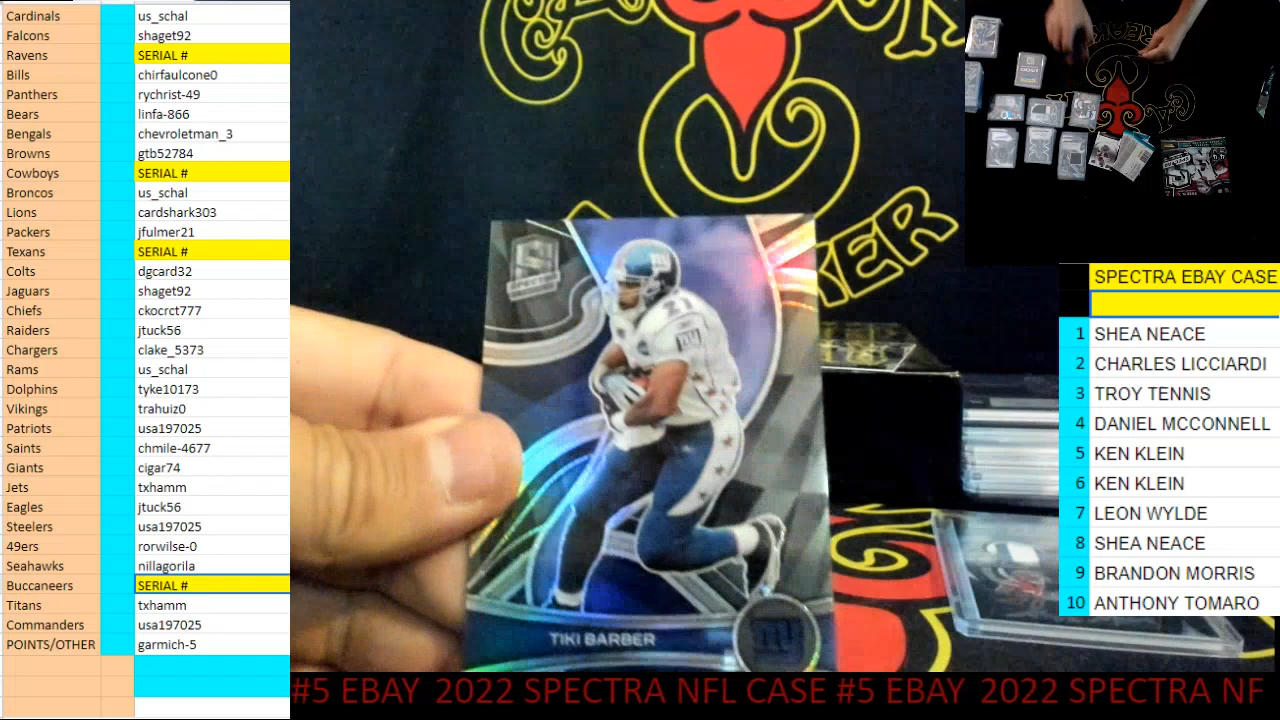 Cardinals us_schal
Falcons shaget92
Ravens SERIAL #
Bills chirfaulcone0
Panthers rychrist-49
Bears linfa-866
Bengals chevroletman_3
Browns gtb52784
Cowboys SERIAL #
Broncos us_schal
Lions cardshark303
Packers jfulmer21
Texans SERIAL #
Colts dgcard32
Jaguars shaget92
Chiefs ckocrct777
Raiders jtuck56
Chargers clake_5373
Rams us_schal
Dolphins tyke10173
Vikings trahuiz0
Patriots usa197025
Saints chmile-4677
Giants cigar74
Jets txhamm
Eagles jtuck56
Steelers usa197025
49ers rorwilse-0
Seahawks nillagorila
Buccaneers SERIAL #
Titans txhamm
Commanders usa197025
POINTS/OTHER garmich-5
SPECTRA
21
TIKI BARBER
ny
KER
SPECTRA EBAY CASE
1 SHEA NEACE
2 CHARLES LICCIARDI
3 TROY TENNIS
4 DANIEL MCCONNELL
5 KEN KLEIN
6 KEN KLEIN
7 LEON WYLDE
8 SHEA NEACE
9 BRANDON MORRIS
10 ANTHONY TOMARO
#5 EBAY 2022 SPECTRA NFL CASE #5 EBAY 2022 SPECTRA NF